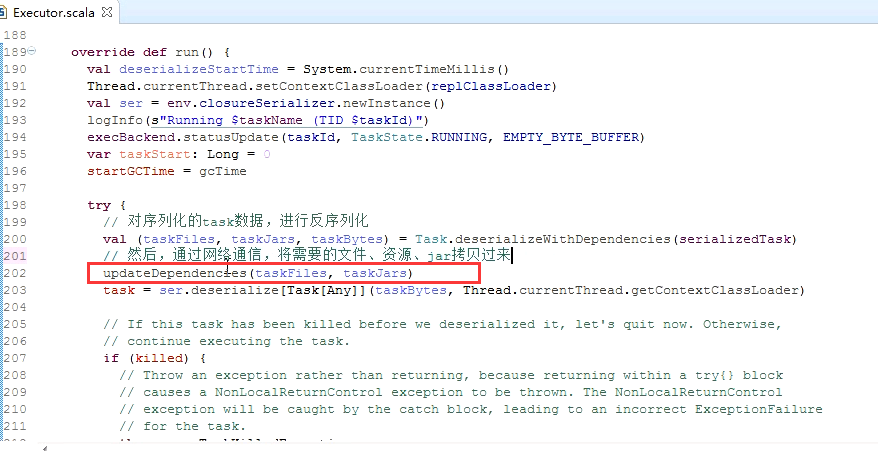 Executor.scala
188
189 override def run() {
190 val deserializeStartTime = System.currentTimeMillis()
191 Thread.currentThread.setContextClassLoader(replClassLoader)
192 val ser = env.closureSerializer.newInstance()
193 logInfo(s"Running $taskName (TID $taskId)")
194 execBackend.statusUpdate(taskId, TaskState.RUNNING, EMPTY_BYTE_BUFFER)
195 var taskStart: Long = 0
196 startGCTime = gcTime
197
198 try {
199 // 对序列化的task数据，进行反序列化
200 val (taskFiles, taskJars, taskBytes) = Task.deserializeWithDependencies(serializedTask)
201 // 然后，通过网络通信，将需要的文件、资源、jar拷贝过来
202 updateDependencies(taskFiles, taskJars)
203 task = ser.deserialize[Task[Any]](taskBytes, Thread.currentThread.getContextClassLoader)
204
205 // If this task has been killed before we deserialized it, let's quit now. Otherwise,
206 // continue executing the task.
207 if (killed) {
208 // Throw an exception rather than returning, because returning within a try{} block
209 // causes a NonLocalReturnControl exception to be thrown. The NonLocalReturnControl
210 // exception will be caught by the catch block, leading to an incorrect ExceptionFailure
211 // for the task.